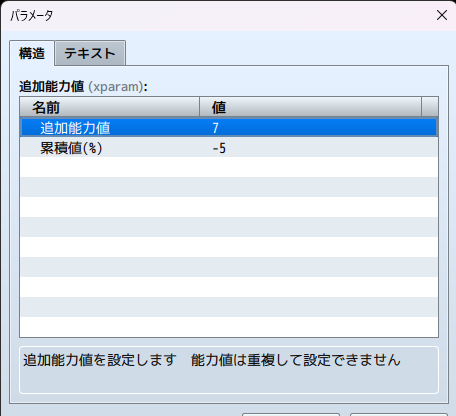 パラメータ
構造 テキスト
追加能力値 (xparam):
名前 値
追加能力値 7
累積値(%) -5
追加能力値を設定します　能力値は重複して設定できません